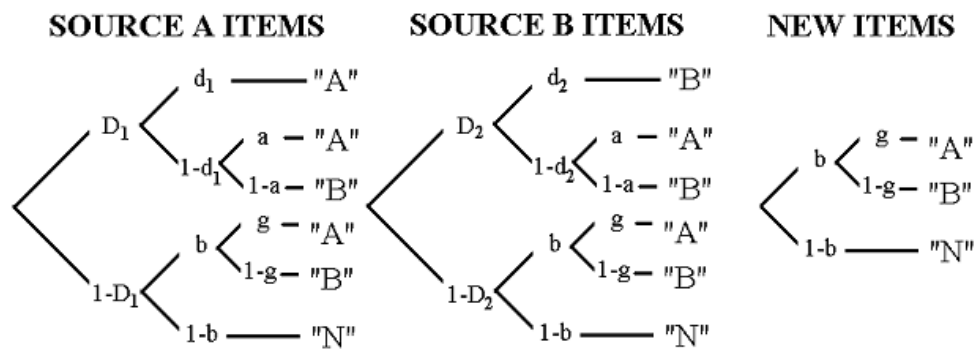 SOURCE A ITEMS SOURCE B ITEMS NEW ITEMS
d1 "A" d2 "B"
D1 a "A" D2 a "A" g "A"
1-d1 1-d2 b
1-a "B" 1-a "B" 1-g "B"
g "A" g "A"
b b 1-b "N"
1-g "B" 1-g "B"
1-D1 1-D2
1-b "N" 1-b "N"